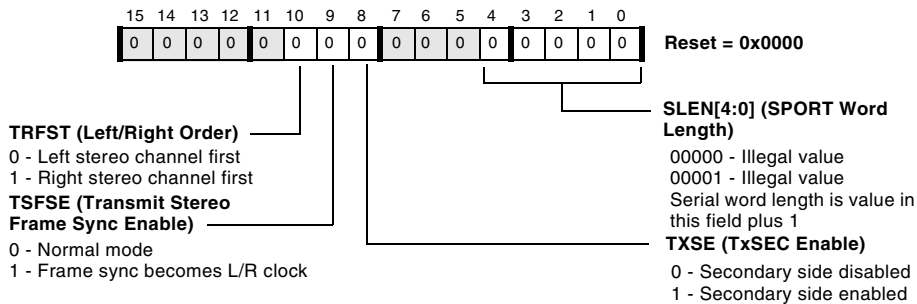 15 14 13 12 11 10 9 8 7 6 5 4 3 2 1 0
0 0 0 0 0 0 0 0 0 0 0 0 0 0 0 0 Reset = 0x0000
TRFST (Left/Right Order)
0 - Left stereo channel first
1 - Right stereo channel first
TSFSE (Transmit Stereo
Frame Sync Enable)
0 - Normal mode
1 - Frame sync becomes L/R clock
SLEN[4:0] (SPORT Word
Length)
00000 - Illegal value
00001 - Illegal value
Serial word length is value in
this field plus 1
TXSE (TxSEC Enable)
0 - Secondary side disabled
1 - Secondary side enabled